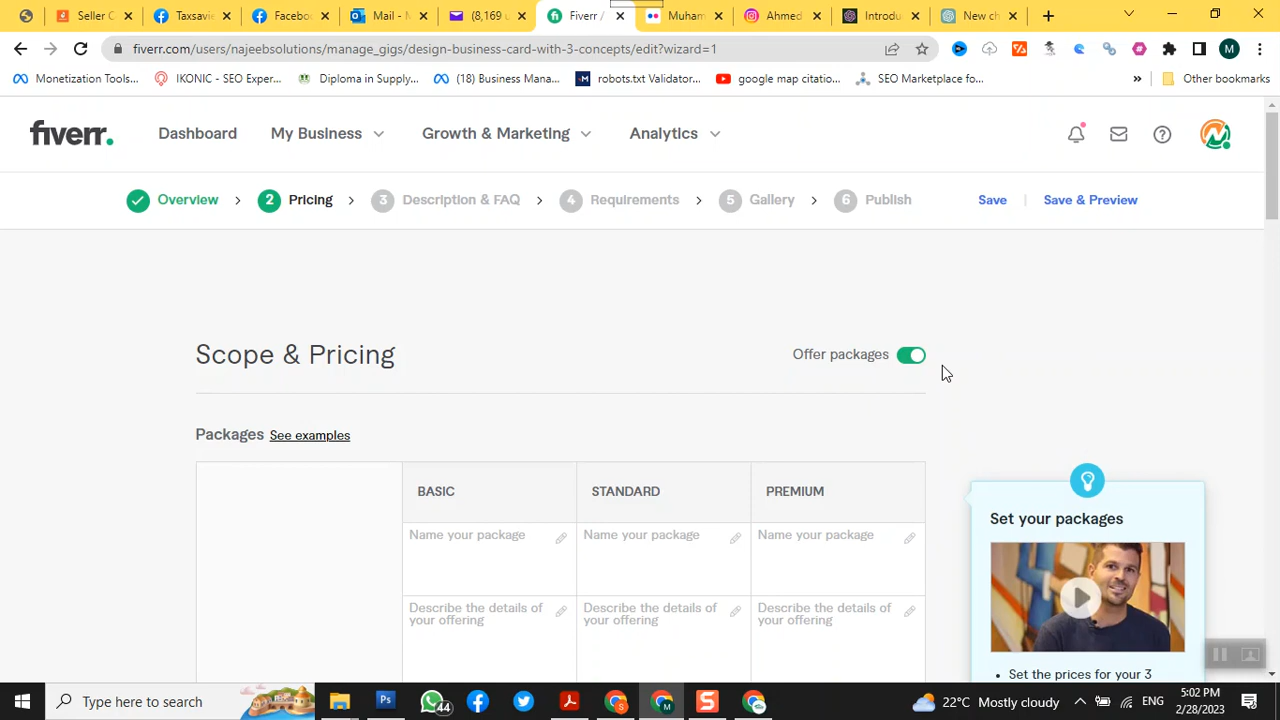 Taxsavie
Faceboo
Mail - M
(8,169 u
Fiverr /
Muham
Ahmed
Introdu
New ch
Seller C
fiverr.com/users/najeebsolutions/manage_gigs/design-business-card-with-3-concepts/edit?wizard=1
M
Monetization Tools...
IKONIC - SEO Exper...
Diploma in Supply...
(18) Business Mana...
robots.txt Validator...
google map citatio...
SEO Marketplace fo...
»
Other bookmarks
fiverr.
Dashboard
My Business
Growth & Marketing
Analytics
Overview
2 Pricing
3 Description & FAQ
4 Requirements
5 Gallery
6 Publish
Save
Save & Preview
Scope & Pricing
Offer packages
Packages See examples
BASIC STANDARD PREMIUM
Name your package Name your package Name your package
Describe the details of your offering
Describe the details of your offering
Describe the details of your offering
Set your packages
Set the prices for your 3
Type here to search
Ps
44
S
M
S
22°C Mostly cloudy
ENG
5:02 PM
2/28/2023